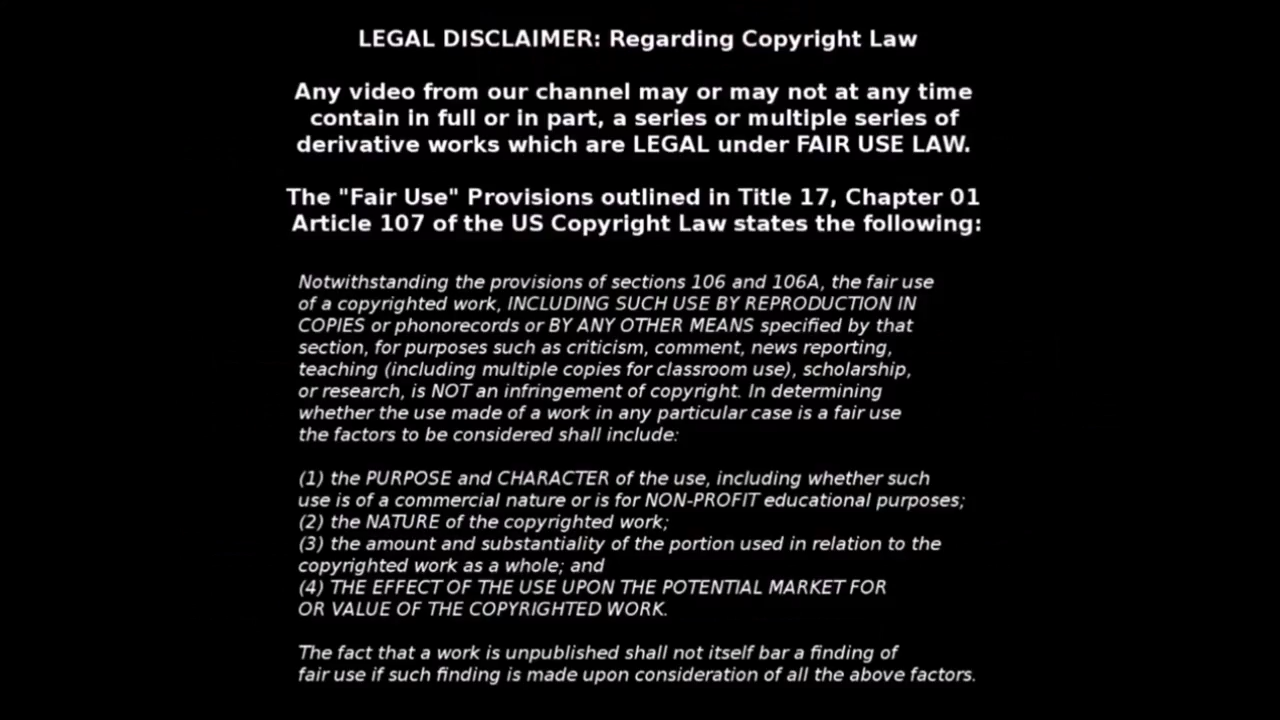 LEGAL DISCLAIMER: Regarding Copyright Law
Any video from our channel may or may not at any time
contain in full or in part, a series or multiple series of
derivative works which are LEGAL under FAIR USE LAW.
The "Fair Use" Provisions outlined in Title 17, Chapter 01
Article 107 of the US Copyright Law states the following:
Notwithstanding the provisions of sections 106 and 106A, the fair use
of a copyrighted work, INCLUDING SUCH USE BY REPRODUCTION IN
COPIES or phonorecords or BY ANY OTHER MEANS specified by that
section, for purposes such as criticism, comment, news reporting,
teaching (including multiple copies for classroom use), scholarship,
or research, is NOT an infringement of copyright. In determining
whether the use made of a work in any particular case is a fair use
the factors to be considered shall include:
(1) the PURPOSE and CHARACTER of the use, including whether such
use is of a commercial nature or is for NON-PROFIT educational purposes;
(2) the NATURE of the copyrighted work;
(3) the amount and substantiality of the portion used in relation to the
copyrighted work as a whole; and
(4) THE EFFECT OF THE USE UPON THE POTENTIAL MARKET FOR
OR VALUE OF THE COPYRIGHTED WORK.
The fact that a work is unpublished shall not itself bar a finding of
fair use if such finding is made upon consideration of all the above factors.